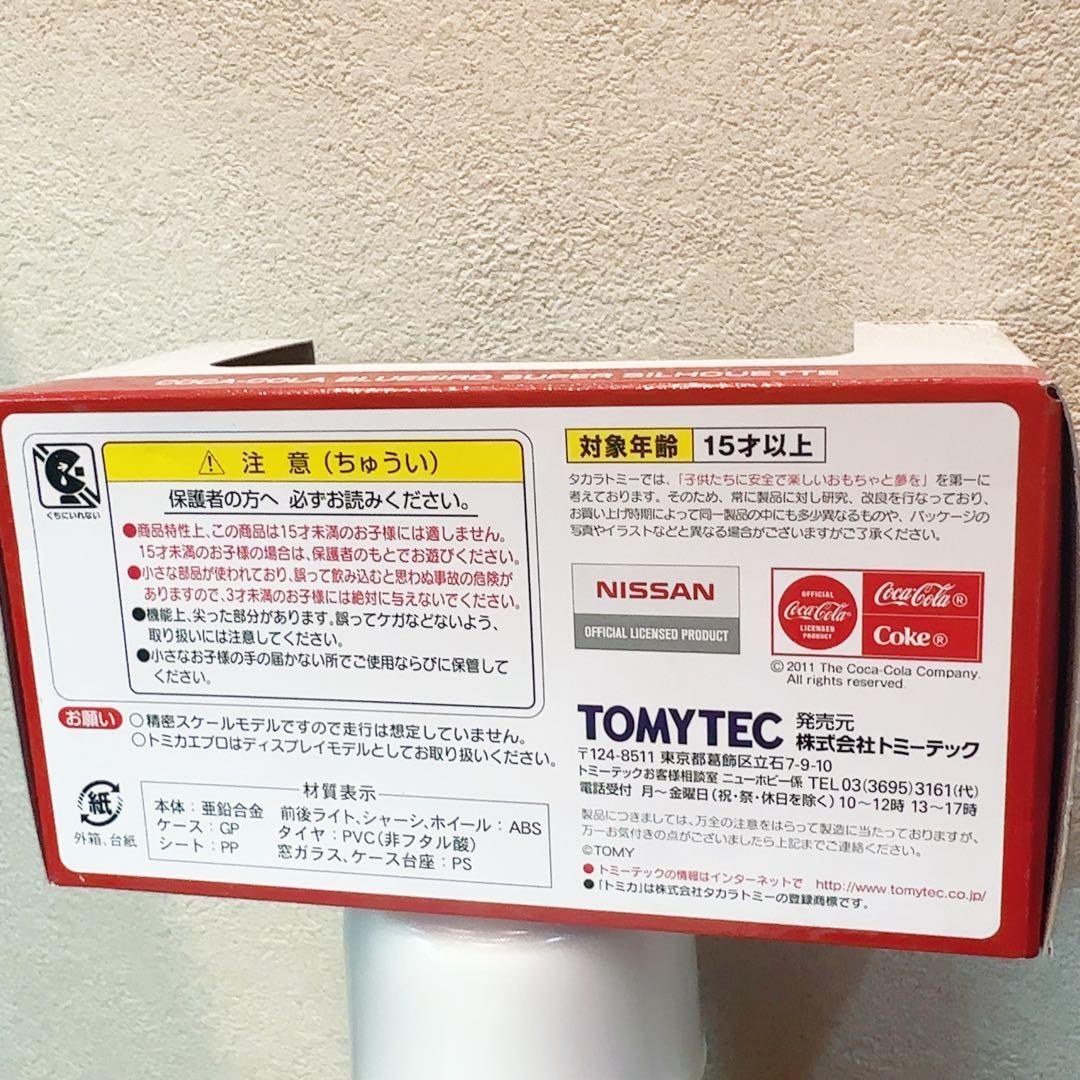 COCA-COLA BLUEBIRD SUPER SILHOUETTE
くちにいれない
⚠ 注 意(ちゅうい)
保護者の方へ 必ずお読みください。
●商品特性上、この商品は15才未満のお子様には適しません。
15才未満のお子様の場合は、保護者のもとでお遊びください。
●小さな部品が使われており、誤って飲み込むと思わぬ事故の危険が
ありますので、3才未満のお子様には絶対に与えないでください。
●機能上、尖った部分があります。誤ってケガなどないよう、
取り扱いには注意してください。
●小さなお子様の手の届かない所でご使用ならびに保管して
ください。
お願い
○精密スケールモデルですので走行は想定していません。
○トミカエブロはディスプレイモデルとしてお取り扱いください。
紙
外箱、台紙
材質表示
本体:亜鉛合金 前後ライト、シャーシ、ホイール:ABS
ケース:GP タイヤ:PVC(非フタル酸)
シート:PP 窓ガラス、ケース台座:PS
対象年齢 15才以上
タカラトミーでは、「子供たちに安全で楽しいおもちゃと夢を」を第一に
考えております。そのため、常に製品に対し研究、改良を行なっており、
お買い上げ時期によって同一製品の中にも多少異なるものや、パッケージの
写真やイラストなどと異なる場合がございますがご了承ください。
NISSAN
OFFICIAL LICENSED PRODUCT
OFFICIAL
Coca-Cola®
LICENSED
PRODUCT
Coca-Cola®
Coke®
© 2011 The Coca-Cola Company.
All rights reserved.
TOMYTEC 発売元
株式会社トミーテック
〒124-8511 東京都葛飾区立石7-9-10
トミーテックお客様相談室 ニューホビー係 TEL 03(3695)3161(代)
電話受付 月~金曜日(祝・祭・休日を除く)10~12時 13~17時
製品につきましては、万全の注意をはらって製造に当たっておりますが、
万一お気付きの点がございましたら上記までご連絡ください。
©TOMY
●トミーテックの情報はインターネットで http://www.tomytec.co.jp/
●「トミカ」は株式会社タカラトミーの登録商標です。